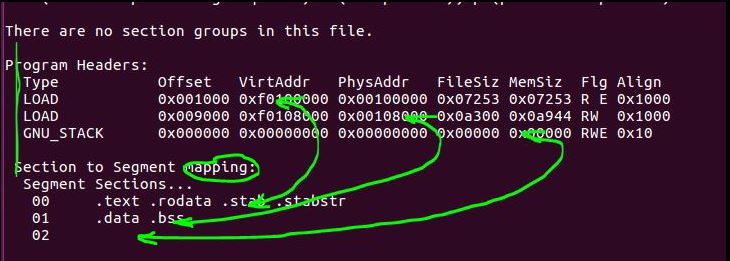 There are no section groups in this file.
Program Headers:
Type Offset VirtAddr PhysAddr FileSiz MemSiz Flg Align
LOAD 0x001000 0xf0100000 0x00100000 0x07253 0x07253 R E 0x1000
LOAD 0x009000 0xf0108000 0x00108000 0x0a300 0x0a944 RW 0x1000
GNU_STACK 0x000000 0x00000000 0x00000000 0x00000 0x00000 RWE 0x10
Section to Segment mapping:
Segment Sections...
00 .text .rodata .stab .stabstr
01 .data .bss
02